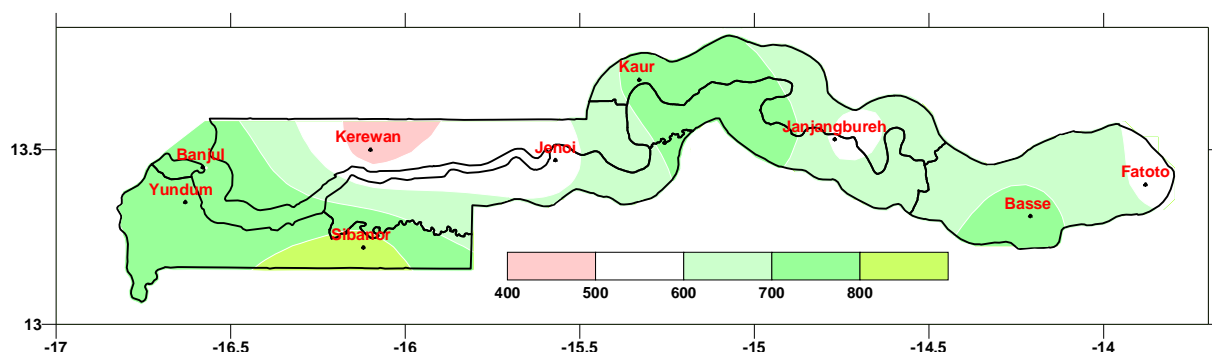 Kaur
Kerewan
Janjangbureh
Jenoi
13.5
Banjul
Yundum
Fatoto
Basse
Sibanor
400 500 600 700 800
13
-17 -16.5 -16 -15.5 -15 -14.5 -14